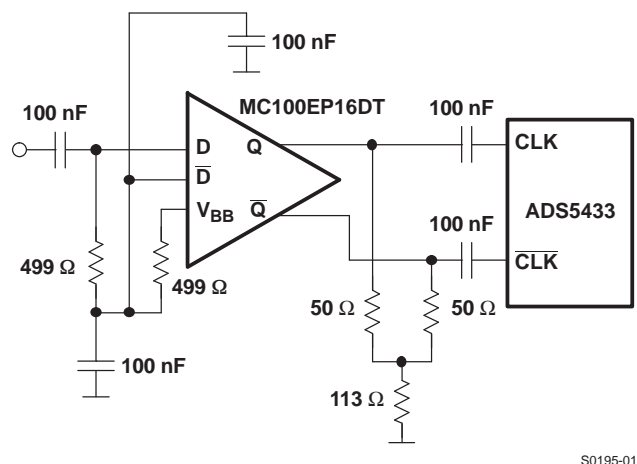 100 nF
MC100EP16DT
100 nF
100 nF
D
Q
CLK
D̅
ADS5433
V_BB
Q̅
100 nF
C̅L̅K̅
499 Ω
499 Ω
50 Ω
50 Ω
100 nF
113 Ω
S0195-01